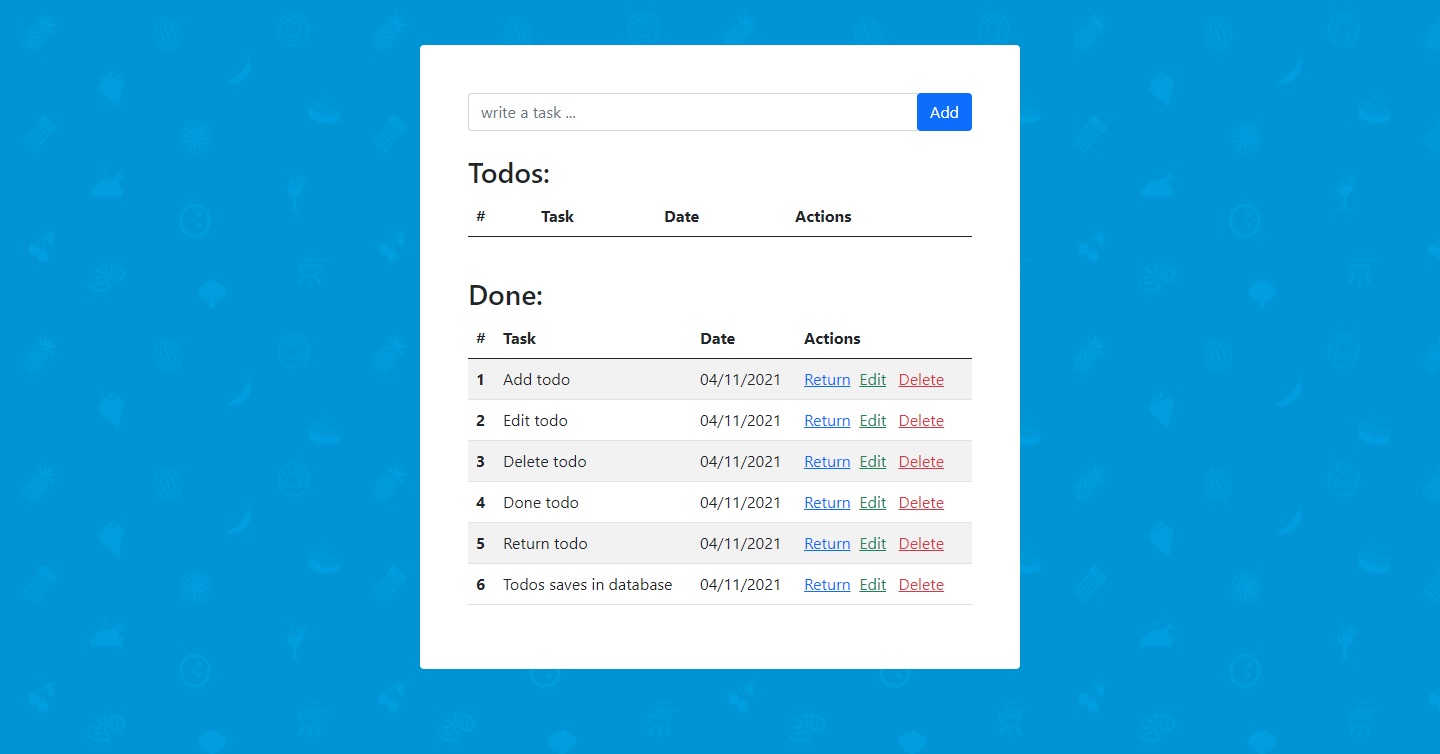 write a task ...
Add
Todos:
# Task Date Actions
Done:
# Task Date Actions
1 Add todo 04/11/2021 Return Edit Delete
2 Edit todo 04/11/2021 Return Edit Delete
3 Delete todo 04/11/2021 Return Edit Delete
4 Done todo 04/11/2021 Return Edit Delete
5 Return todo 04/11/2021 Return Edit Delete
6 Todos saves in database 04/11/2021 Return Edit Delete